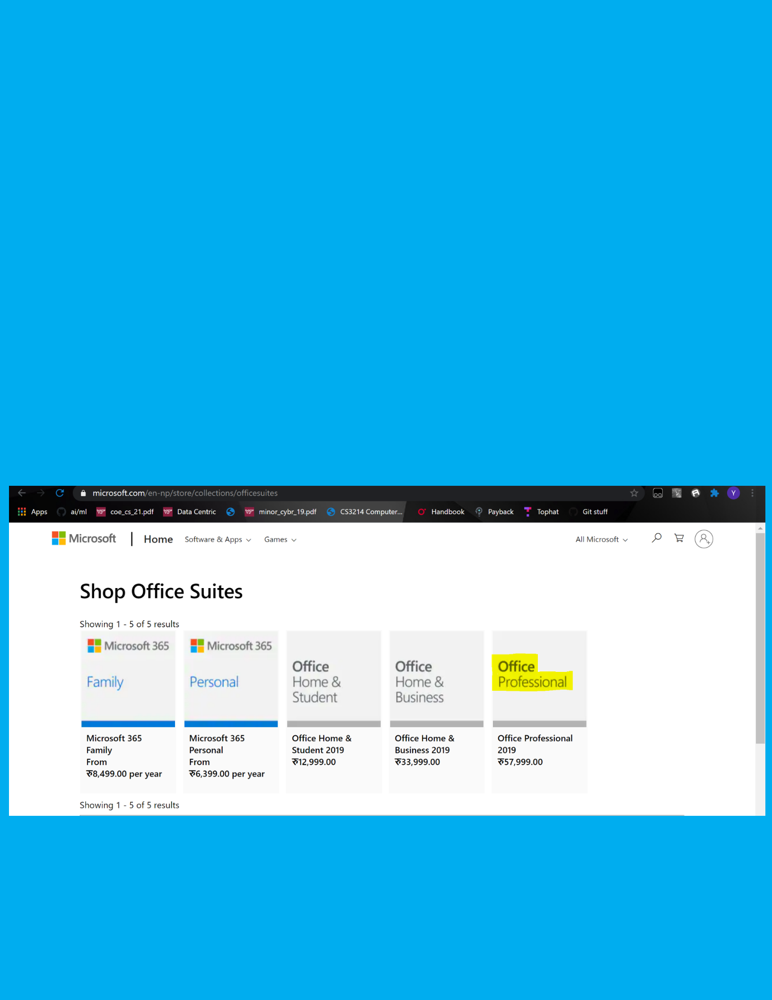 microsoft.com/en-np/store/collections/officesuites
Y
Apps ai/ml coe_cs_21.pdf Data Centric minor_cybr_19.pdf CS3214 Computer... Handbook Payback Tophat Git stuff
Microsoft Home Software & Apps Games All Microsoft
Shop Office Suites
Showing 1 - 5 of 5 results
Microsoft 365
Family
Microsoft 365
Personal
Office
Home &
Student
Office
Home &
Business
Office
Professional
Microsoft 365
Family
From
रु8,499.00 per year
Microsoft 365
Personal
From
रु6,399.00 per year
Office Home &
Student 2019
रु12,999.00
Office Home &
Business 2019
रु33,999.00
Office Professional
2019
रु57,999.00
Showing 1 - 5 of 5 results